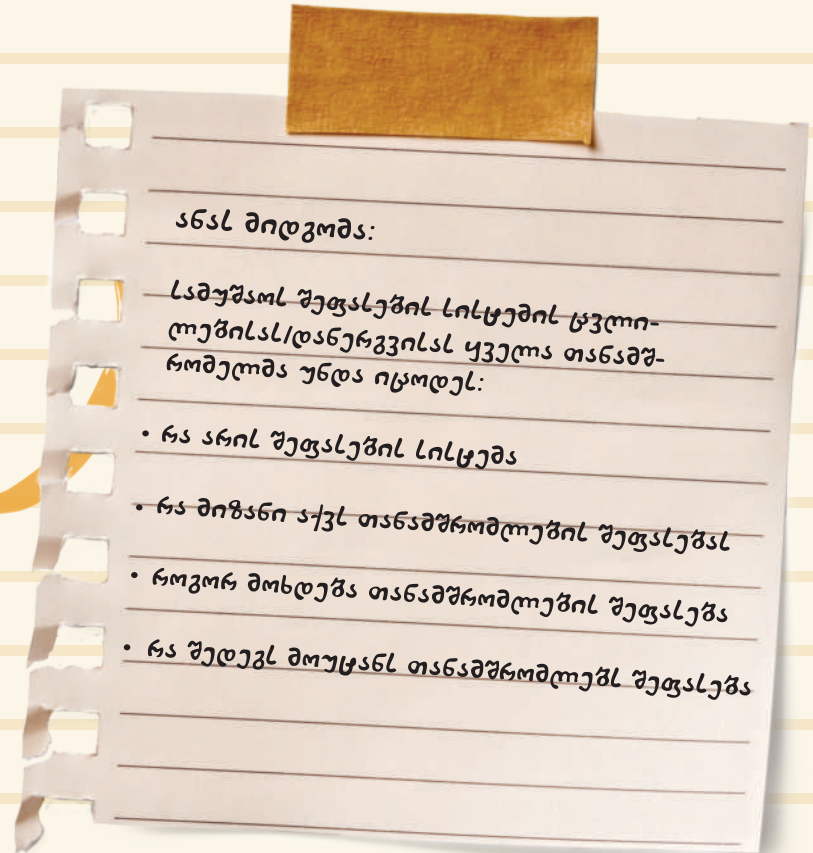 ანას მიდგომა:
სამუშაოს შეფასების სისტემის ცვლი-
ლებისას/დანერგვისას ყველა თანამშ-
რომელმა უნდა იცოდეს:
• რა არის შეფასების სისტემა
• რა მიზანი აქვს თანამშრომლების შეფასებას
• როგორ მოხდება თანამშრომლების შეფასება
• რა შედეგს მოუტანს თანამშრომლებს შეფასება